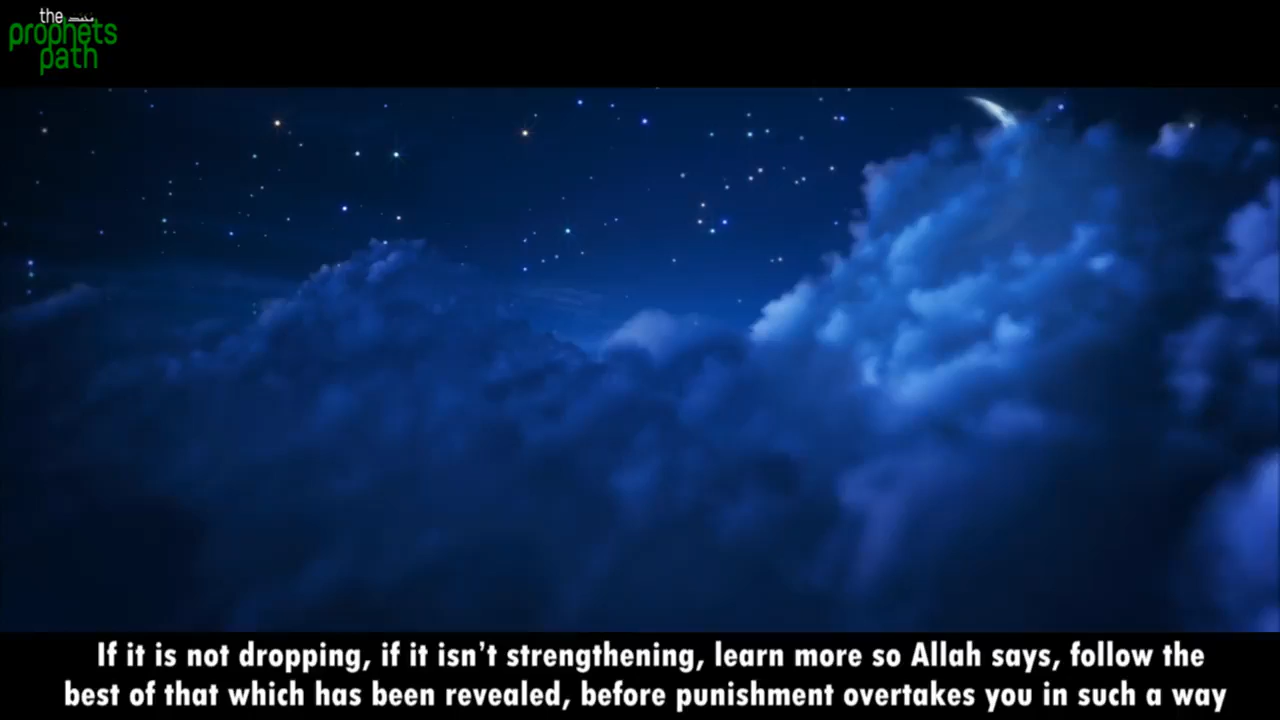 the محمد
prophets
path
If it is not dropping, if it isn’t strengthening, learn more so Allah says, follow the
best of that which has been revealed, before punishment overtakes you in such a way